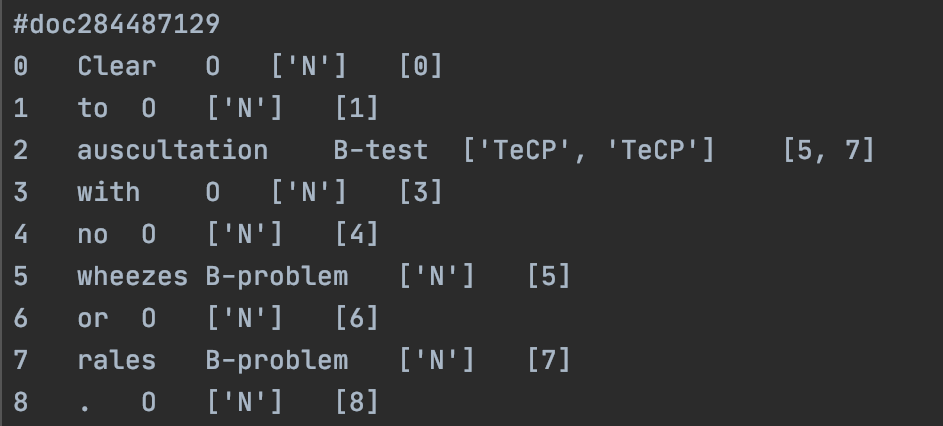 #doc284487129
0 Clear O ['N'] [0]
1 to O ['N'] [1]
2 auscultation B-test ['TeCP', 'TeCP'] [5, 7]
3 with O ['N'] [3]
4 no O ['N'] [4]
5 wheezes B-problem ['N'] [5]
6 or O ['N'] [6]
7 rales B-problem ['N'] [7]
8 . O ['N'] [8]